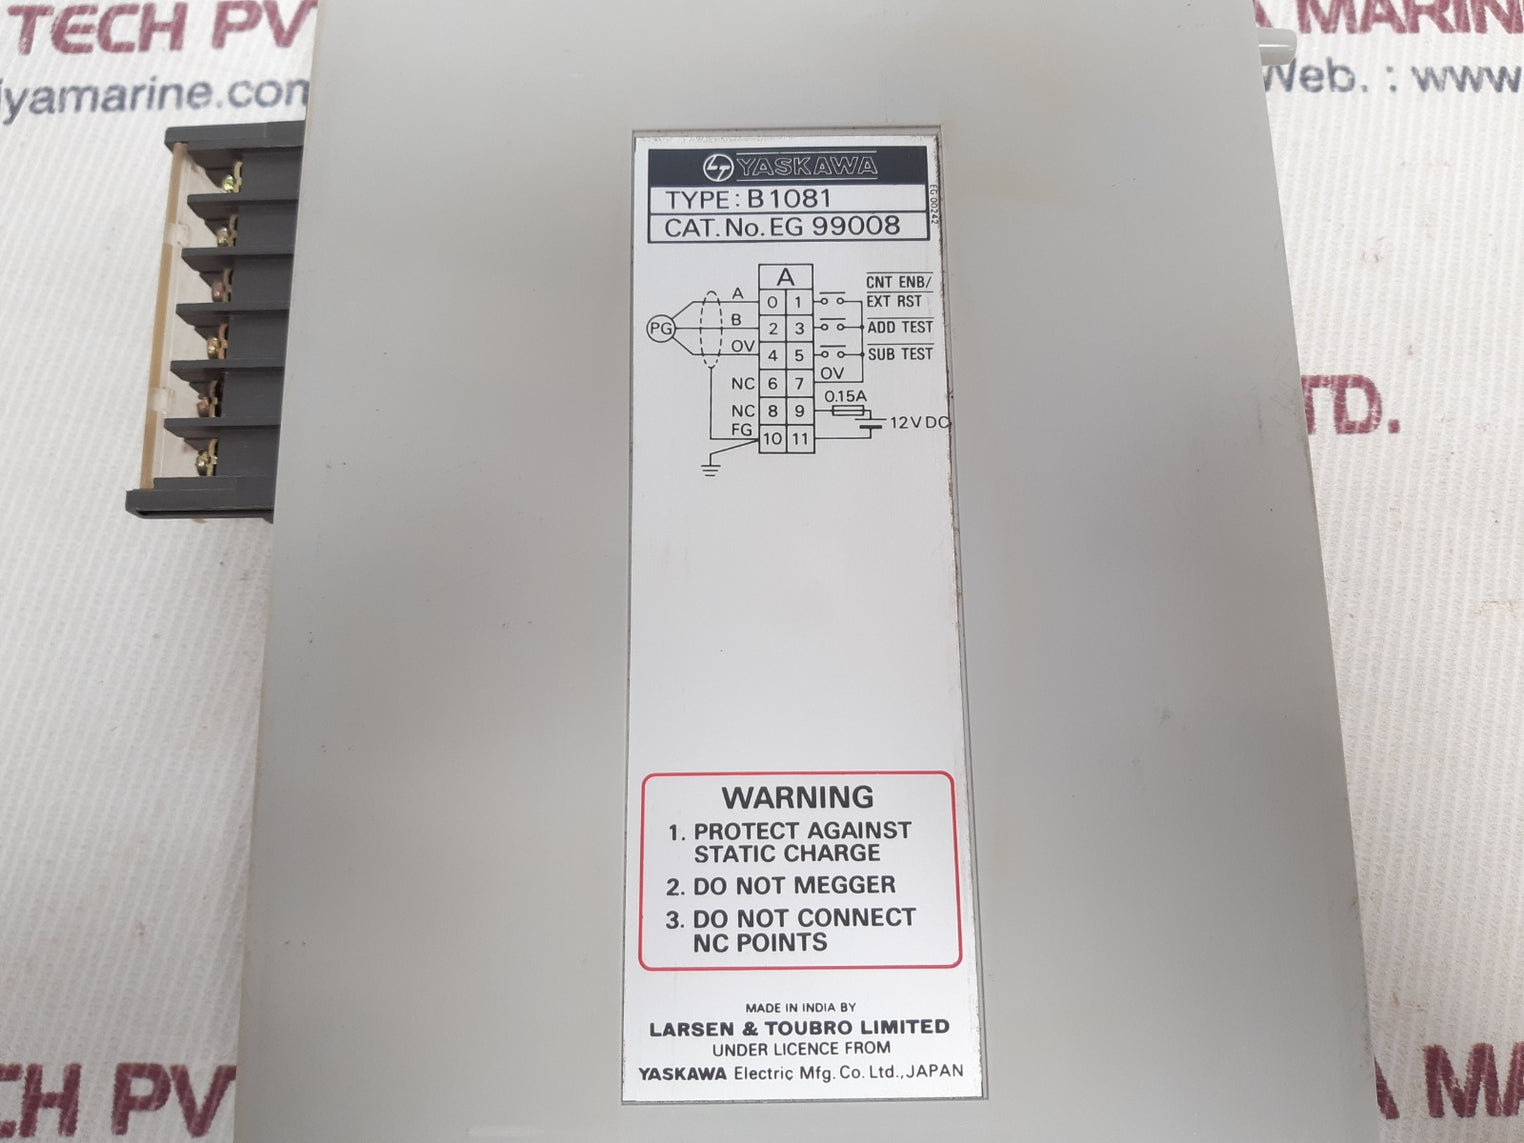 TECH PV
iyamarine.com
A MARIN
Web. : www
LT YASKAWA
TYPE: B1081
CAT.No. EG 99008
EG 00242
A
CNT ENB/
A 0 1 EXT RST
PG B 2 3 ADD TEST
OV 4 5 SUB TEST
NC 6 7 OV
0.15A
NC 8 9 12V DC
FG 10 11
TD.
WARNING
1. PROTECT AGAINST
STATIC CHARGE
2. DO NOT MEGGER
3. DO NOT CONNECT
NC POINTS
MADE IN INDIA BY
LARSEN & TOUBRO LIMITED
UNDER LICENCE FROM
YASKAWA Electric Mfg. Co. Ltd., JAPAN
CH PV
A MA